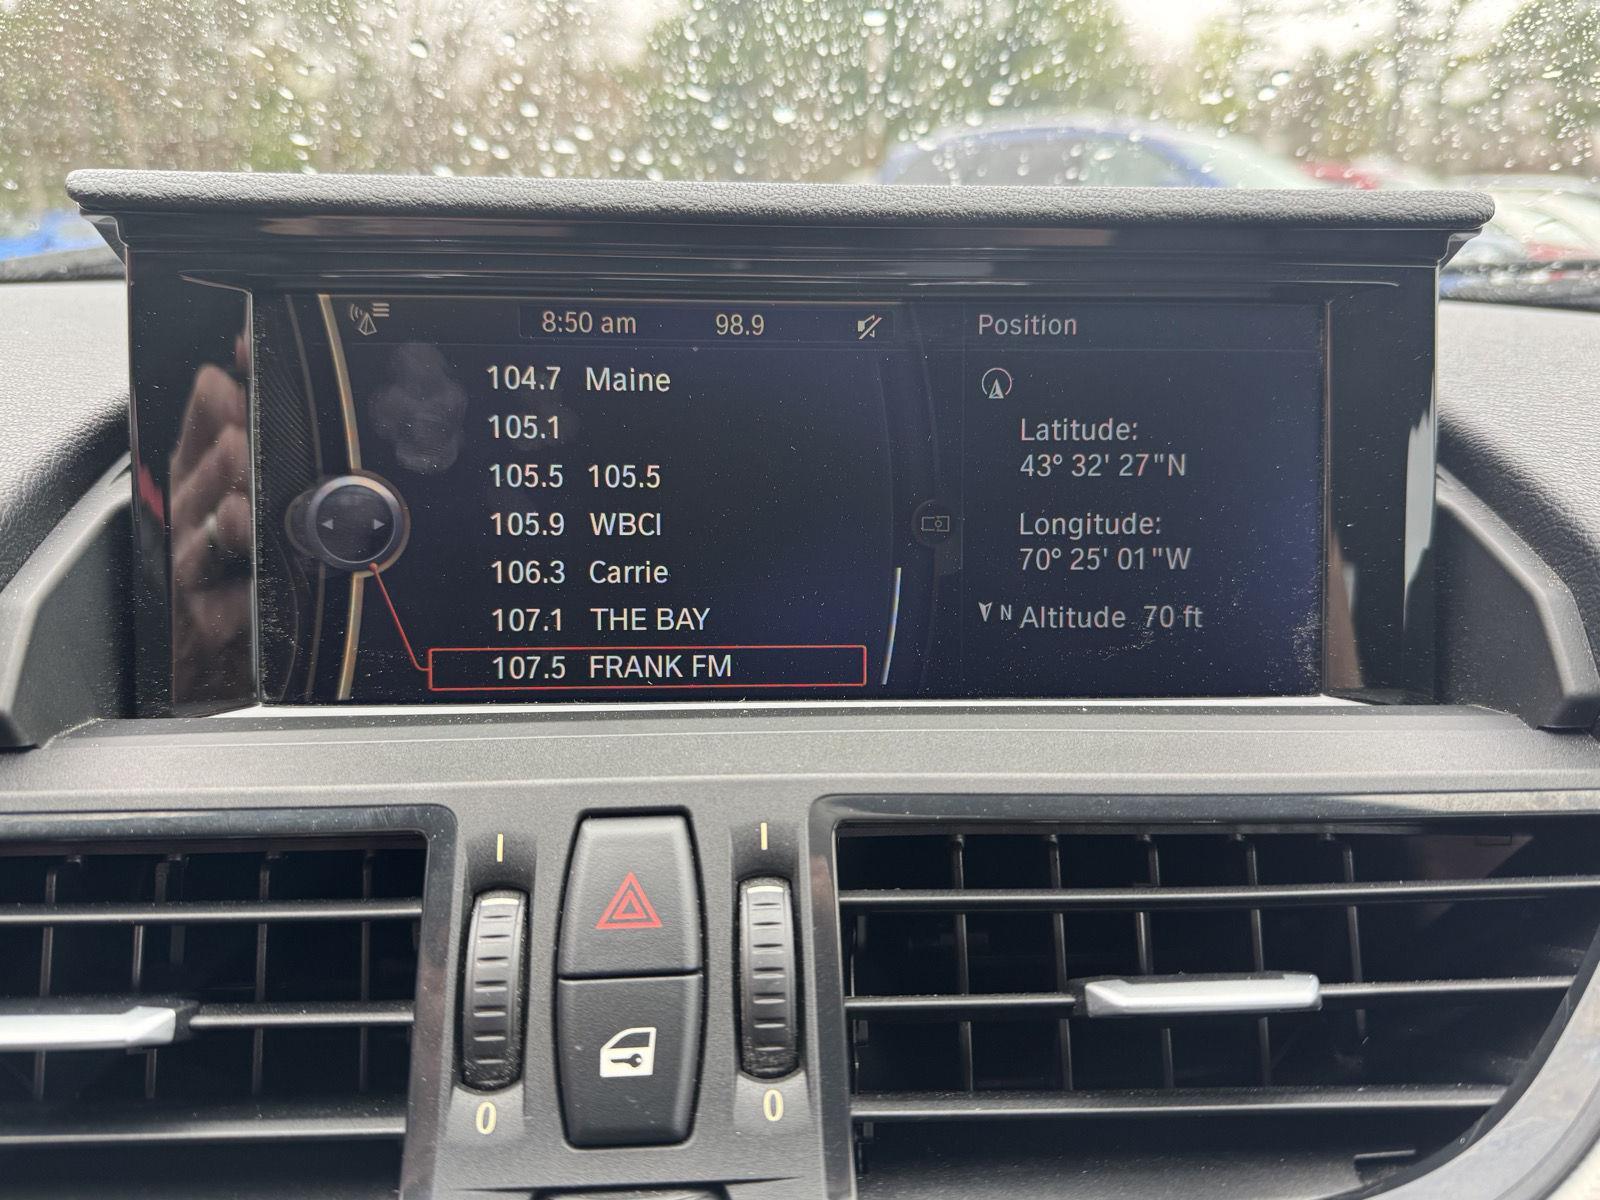 8:50 am 98.9
104.7 Maine
105.1
105.5 105.5
105.9 WBCI
106.3 Carrie
107.1 THE BAY
107.5 FRANK FM
Position
Latitude:
43° 32' 27"N
Longitude:
70° 25' 01"W
N Altitude 70 ft
I I
0 0